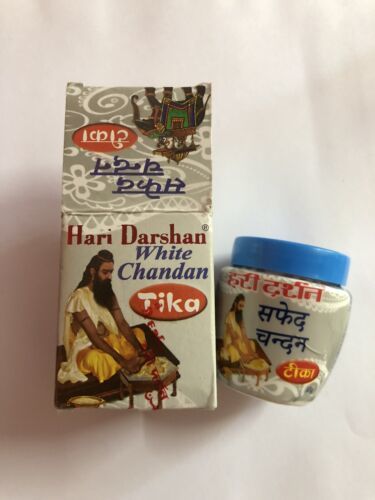 टीका
सफेद
चन्दन
Hari Darshan®
White
Chandan
Tika
हरी दर्शन
सफेद
चन्दन
टीका